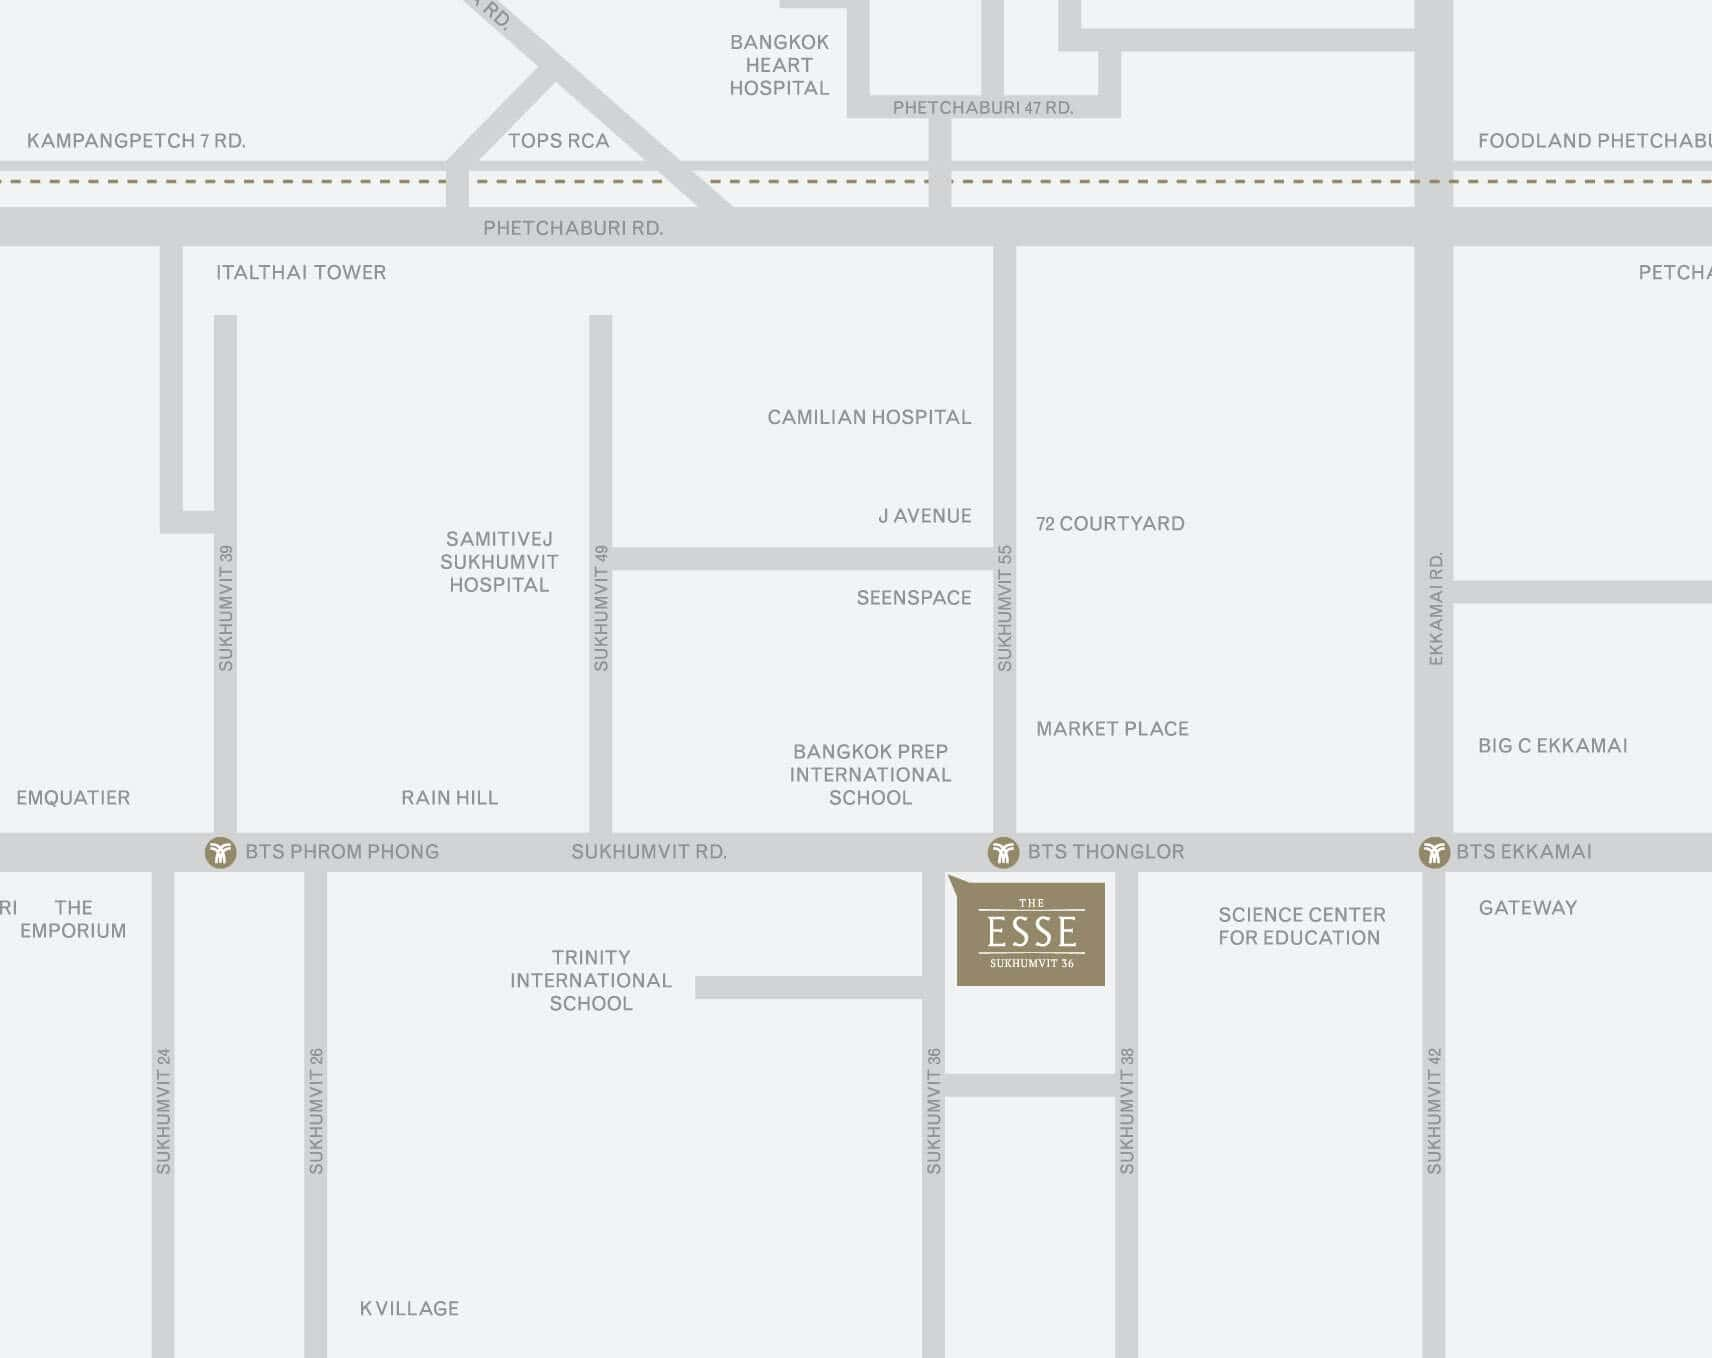 RD.
BANGKOK
HEART
HOSPITAL
PHETCHABURI 47 RD.
KAMPANGPETCH 7 RD.
TOPS RCA
FOODLAND PHETCHABU
PHETCHABURI RD.
ITALTHAI TOWER
PETCHA
CAMILIAN HOSPITAL
J AVENUE
72 COURTYARD
SAMITIVEJ
SUKHUMVIT
HOSPITAL
SEENSPACE
SUKHUMVIT 39
SUKHUMVIT 49
SUKHUMVIT 55
EKKAMAI RD.
MARKET PLACE
BIG C EKKAMAI
BANGKOK PREP
INTERNATIONAL
SCHOOL
EMQUATIER
RAIN HILL
BTS PHROM PHONG
SUKHUMVIT RD.
BTS THONGLOR
BTS EKKAMAI
RI
THE
EMPORIUM
THE
ESSE
SUKHUMVIT 36
SCIENCE CENTER
FOR EDUCATION
GATEWAY
TRINITY
INTERNATIONAL
SCHOOL
SUKHUMVIT 24
SUKHUMVIT 26
SUKHUMVIT 36
SUKHUMVIT 38
SUKHUMVIT 42
K VILLAGE